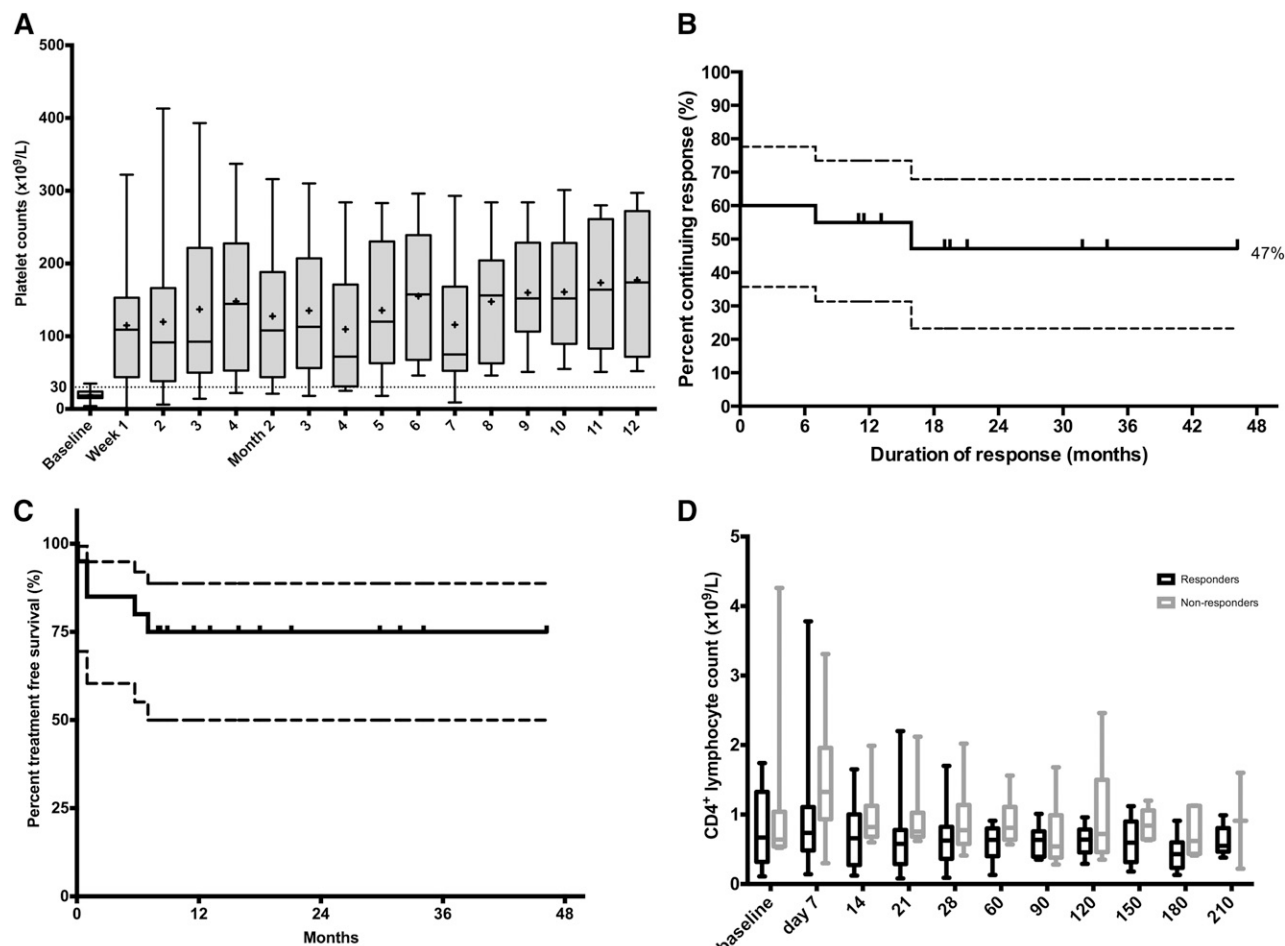 A
Platelet counts (x10⁹/L)
500
400
300
200
100
30
0
Baseline
Week 1
2
3
4
Month 2
3
4
5
6
7
8
9
10
11
12
B
Percent continuing response (%)
100
90
80
70
60
50
40
30
20
10
0
47%
0 6 12 18 24 30 36 42 48
Duration of response (months)
C
Percent treatment free survival (%)
100
75
50
25
0
0 12 24 36 48
Months
D
CD4⁺ lymphocyte count (x10⁹/L)
5
4
3
2
1
0
Responders
Non-responders
baseline
day 7
14
21
28
60
90
120
150
180
210